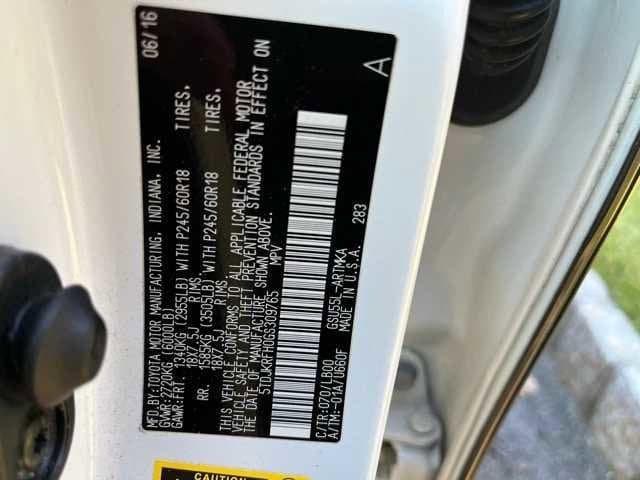 MFD.BY:TOYOTA MOTOR MANUFACTURING, INDIANA, INC. 06/16
GVWR:2720KG (6000LB)
GAWR:FRT. 1340KG (2955LB) WITH P245/60R18 TIRES,
18X7.5J RIMS,
RR. 1585KG (3505LB) WITH P245/60R18 TIRES,
18X7.5J RIMS,
THIS VEHICLE CONFORMS TO ALL APPLICABLE FEDERAL MOTOR
VEHICLE SAFETY AND THEFT PREVENTION STANDARDS IN EFFECT ON
THE DATE OF MANUFACTURE SHOWN ABOVE.
5TDJKRFH0GS309765 MPV
C/TR:070/LB00 GSU55L-ARTMKA
A/TM:-01A/U660F MADE IN U.S.A. 283
A
CAUTION